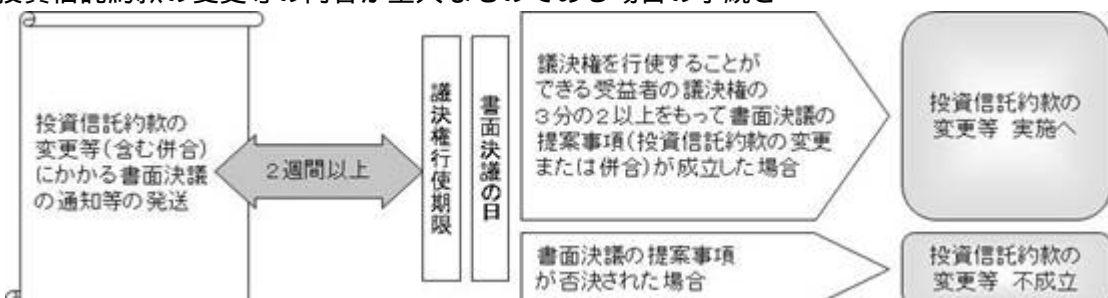 投資信託約款の変更等の内容が重大なものである場合の手続き
投資信託約款の
変更等(含む併合)
にかかる書面決議
の通知等の発送
2週間以上
議決権行使期限
書面決議の日
議決権を行使することが
できる受益者の議決権の
3分の2以上をもって書面決議の
提案事項(投資信託約款の変更
または併合)が成立した場合
投資信託約款の
変更等 実施へ
書面決議の提案事項
が否決された場合
投資信託約款の
変更等 不成立